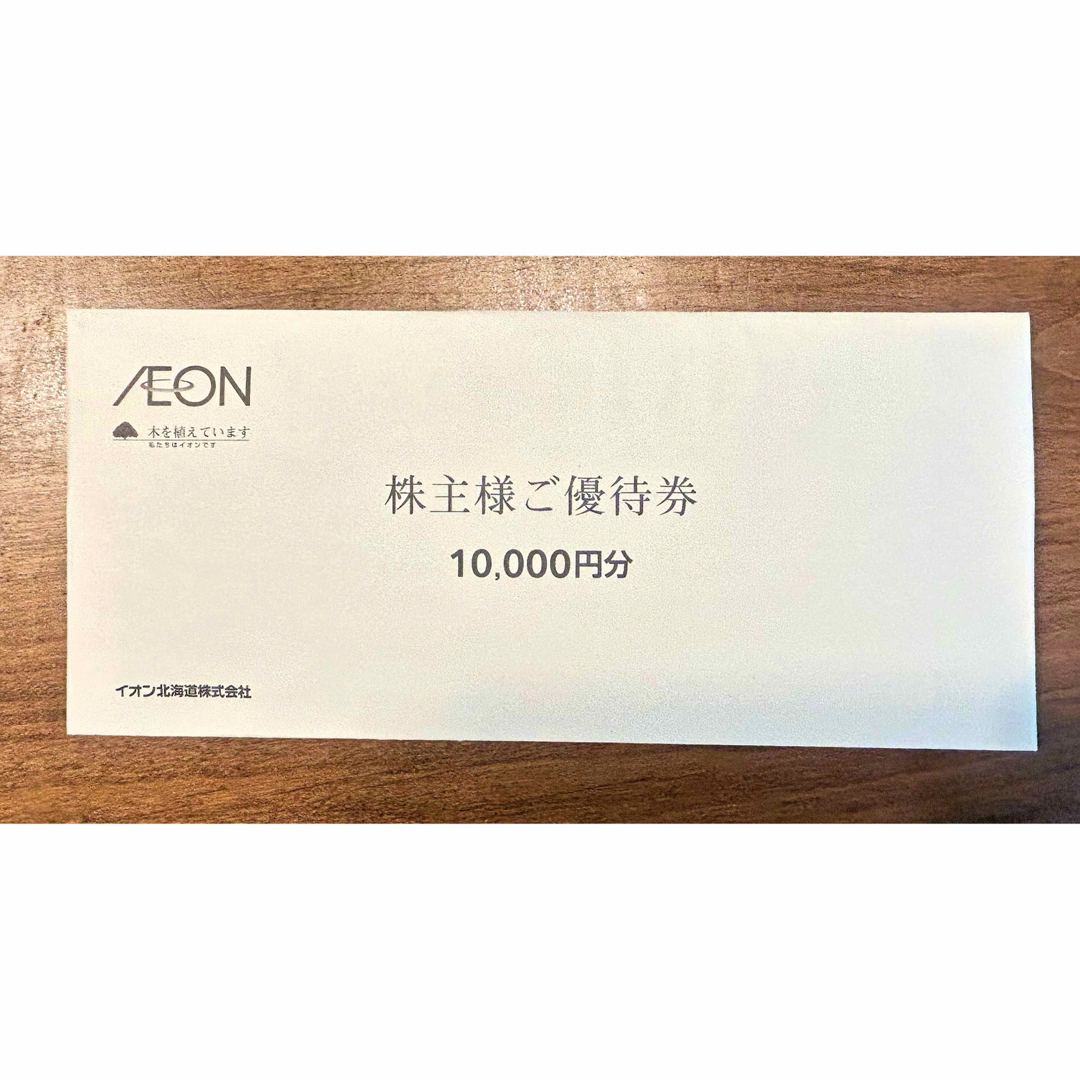 ÆON
木を植えています
私たちはイオンです
株主様ご優待券
10,000円分
イオン北海道株式会社